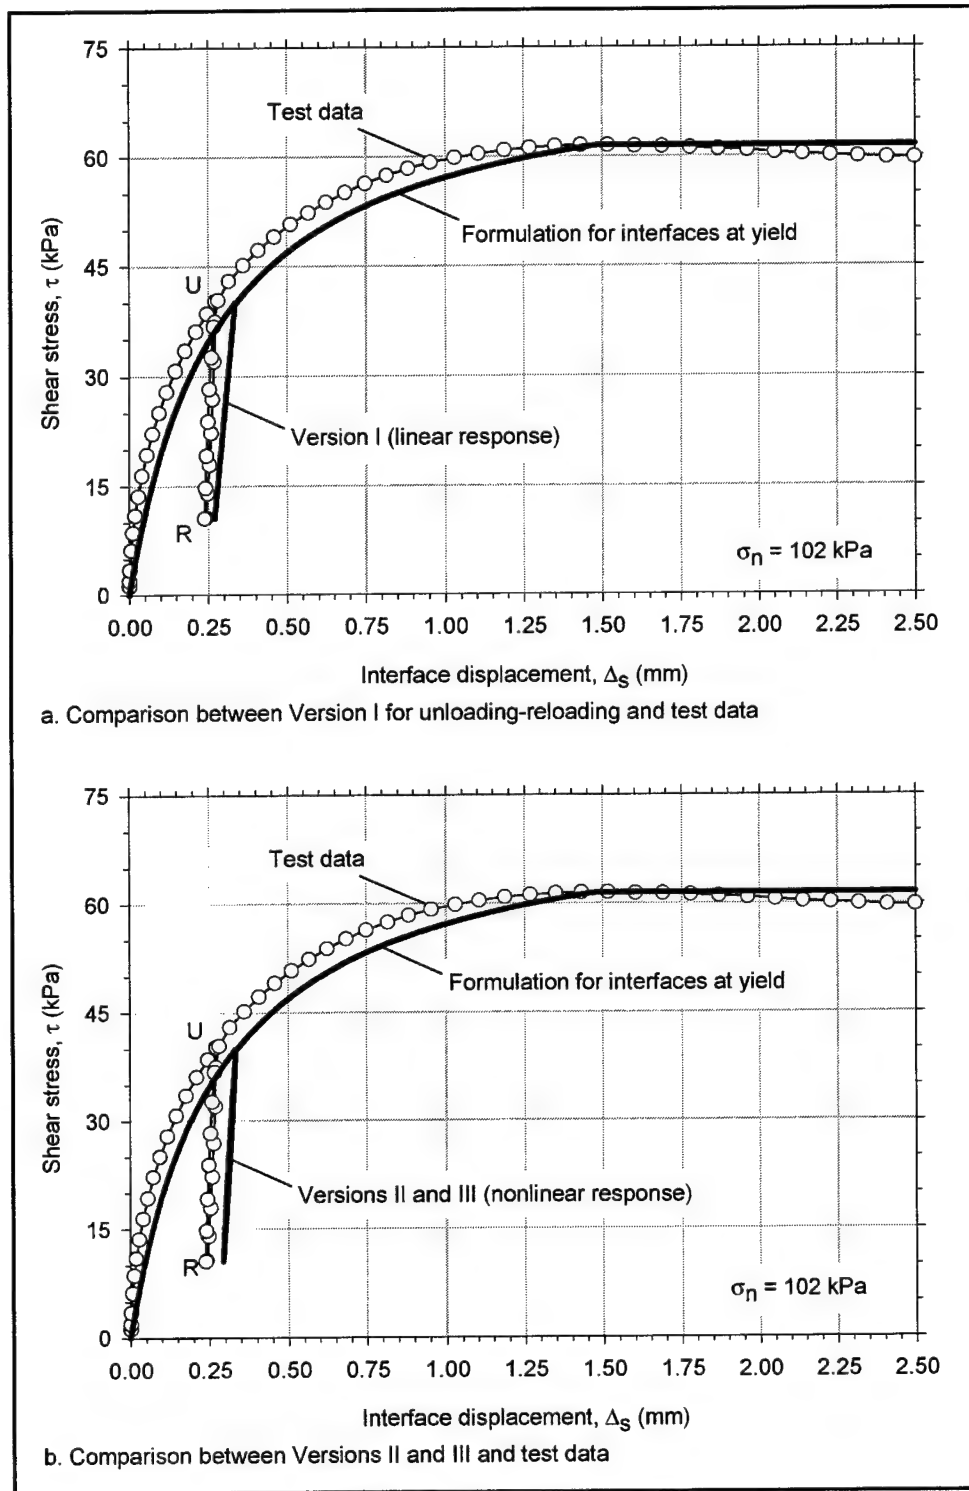 75
60
45
30
15
0
Shear stress, τ (kPa)
Test data
Formulation for interfaces at yield
U
Version I (linear response)
R
σn = 102 kPa
0.00 0.25 0.50 0.75 1.00 1.25 1.50 1.75 2.00 2.25 2.50
Interface displacement, Δs (mm)
a. Comparison between Version I for unloading-reloading and test data
75
60
45
30
15
0
Shear stress, τ (kPa)
Test data
Formulation for interfaces at yield
U
Versions II and III (nonlinear response)
R
σn = 102 kPa
0.00 0.25 0.50 0.75 1.00 1.25 1.50 1.75 2.00 2.25 2.50
Interface displacement, Δs (mm)
b. Comparison between Versions II and III and test data